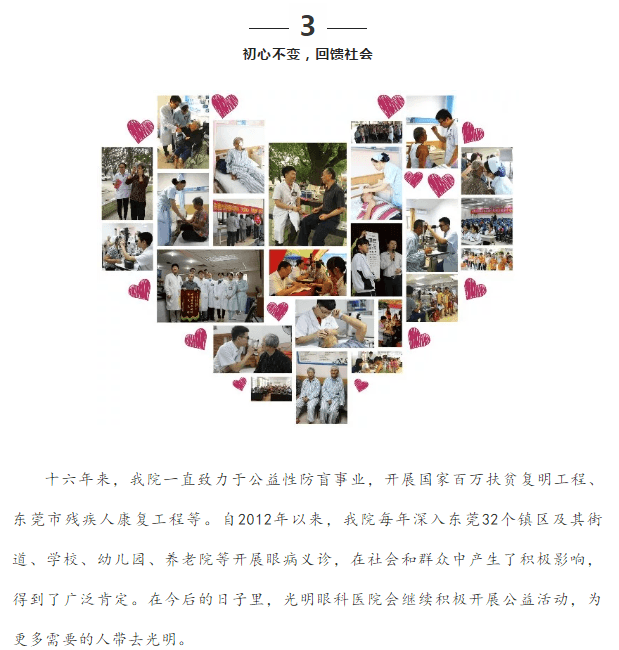 3
初心不变，回馈社会
十六年来，我院一直致力于公益性防盲事业，开展国家百万扶贫复明工程、
东莞市残疾人康复工程等。自2012年以来，我院每年深入东莞32个镇区及其街
道、学校、幼儿园、养老院等开展眼病义诊，在社会和群众中产生了积极影响，
得到了广泛肯定。在今后的日子里，光明眼科医院会继续积极开展公益活动，为
更多需要的人带去光明。